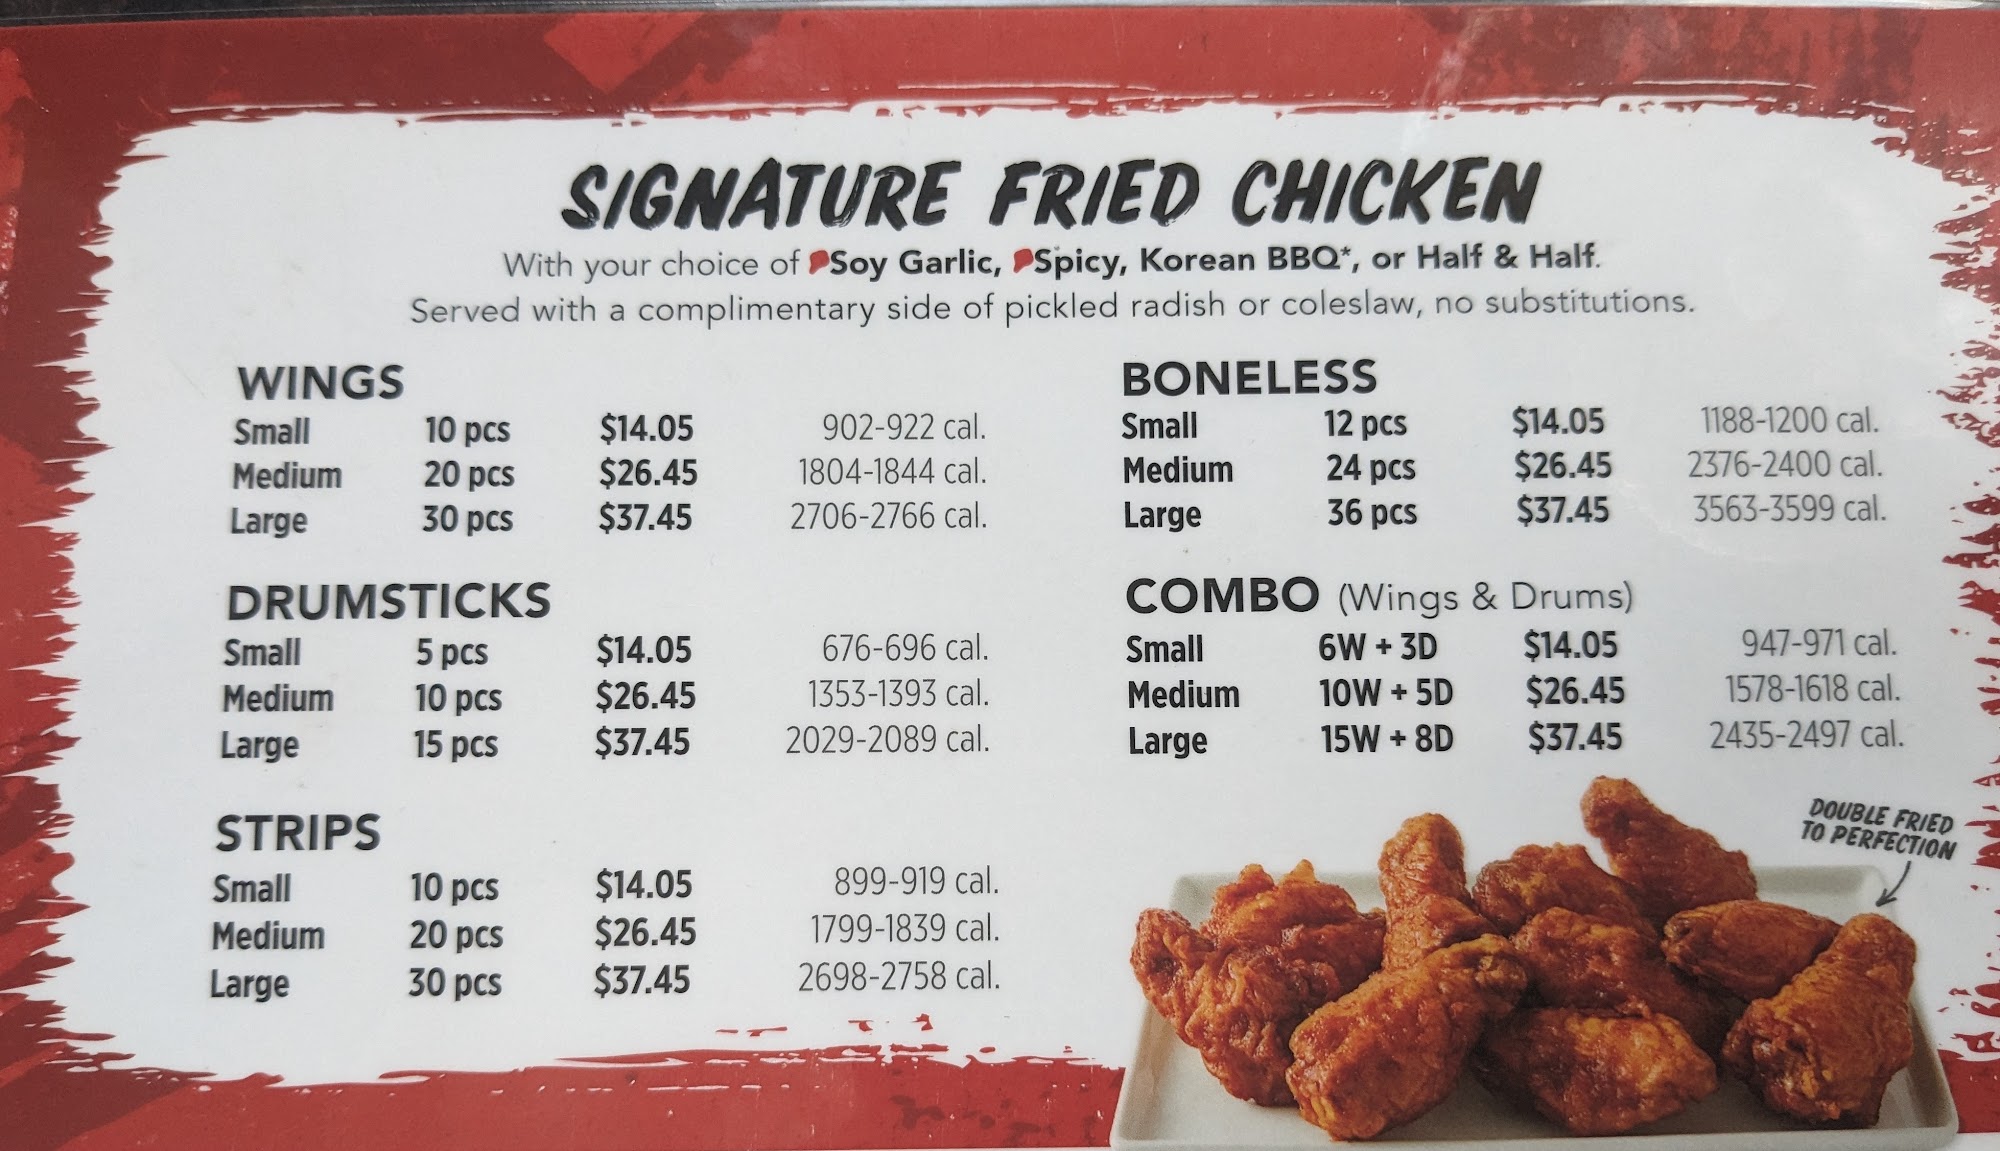 SIGNATURE FRIED CHICKEN
With your choice of Soy Garlic, Spicy, Korean BBQ*, or Half & Half.
Served with a complimentary side of pickled radish or coleslaw, no substitutions.
WINGS
Small 10 pcs $14.05 902-922 cal.
Medium 20 pcs $26.45 1804-1844 cal.
Large 30 pcs $37.45 2706-2766 cal.
DRUMSTICKS
Small 5 pcs $14.05 676-696 cal.
Medium 10 pcs $26.45 1353-1393 cal.
Large 15 pcs $37.45 2029-2089 cal.
STRIPS
Small 10 pcs $14.05 899-919 cal.
Medium 20 pcs $26.45 1799-1839 cal.
Large 30 pcs $37.45 2698-2758 cal.
BONELESS
Small 12 pcs $14.05 1188-1200 cal.
Medium 24 pcs $26.45 2376-2400 cal.
Large 36 pcs $37.45 3563-3599 cal.
COMBO (Wings & Drums)
Small 6W + 3D $14.05 947-971 cal.
Medium 10W + 5D $26.45 1578-1618 cal.
Large 15W + 8D $37.45 2435-2497 cal.
DOUBLE FRIED
TO PERFECTION